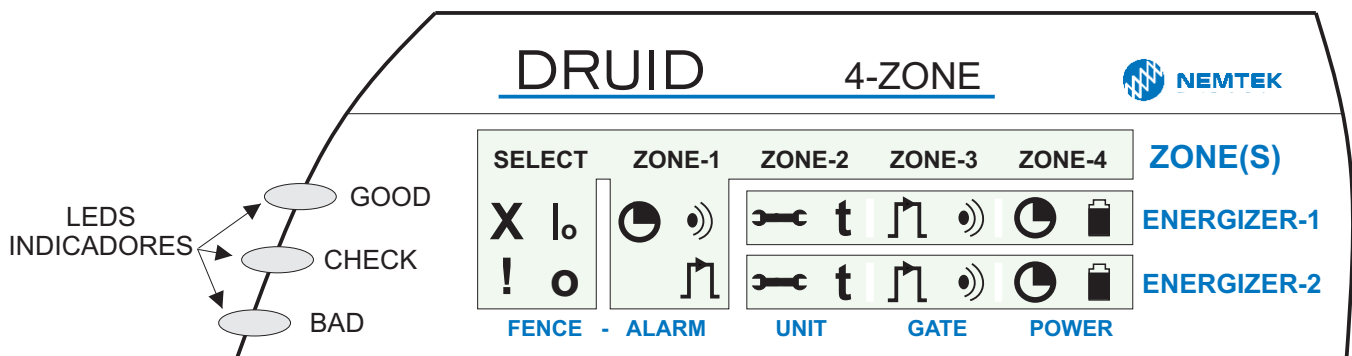 DRUID 4-ZONE NEMTEK
SELECT ZONE-1 ZONE-2 ZONE-3 ZONE-4 ZONE(S)
GOOD
LEDS
INDICADORES
X Io t ENERGIZER-1
CHECK
! o t ENERGIZER-2
BAD
FENCE - ALARM UNIT GATE POWER